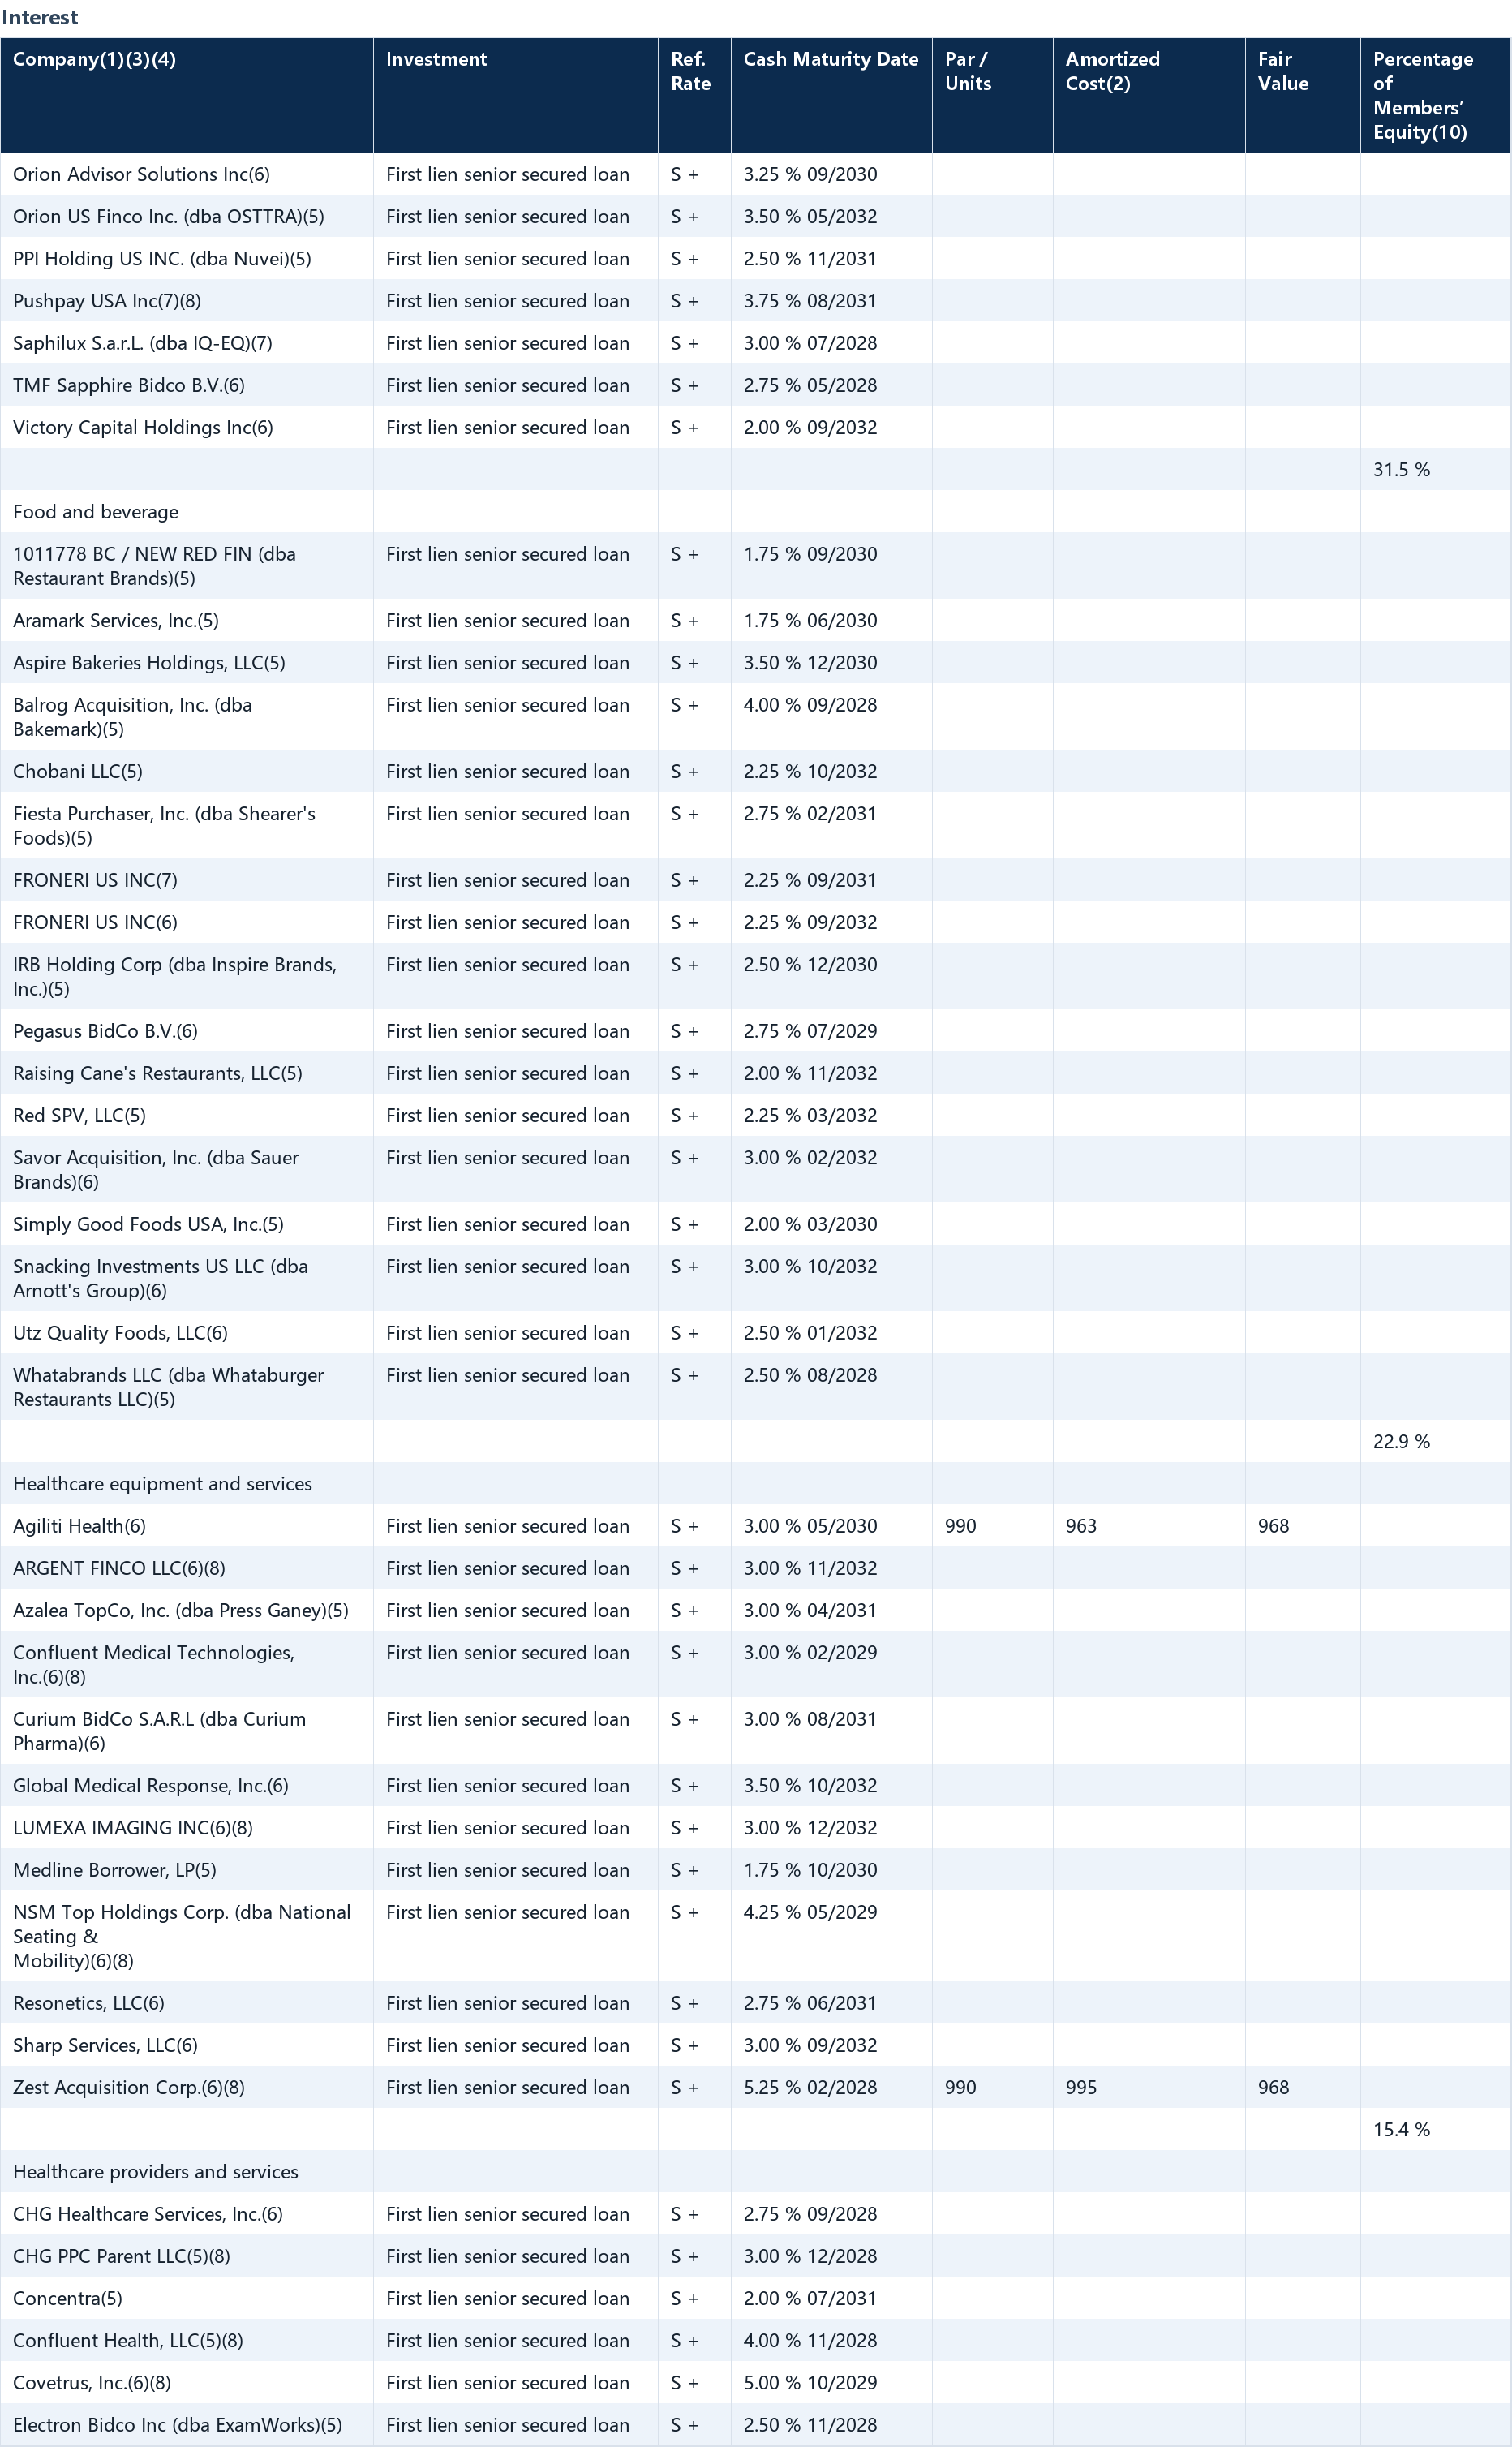 Interest
Company(1)(3)(4) Investment Ref. Rate Cash Maturity Date Par / Units Amortized Cost(2) Fair Value Percentage of Members’ Equity(10)
Orion Advisor Solutions Inc(6) First lien senior secured loan S + 3.25 % 09/2030
Orion US Finco Inc. (dba OSTTRA)(5) First lien senior secured loan S + 3.50 % 05/2032
PPI Holding US INC. (dba Nuvei)(5) First lien senior secured loan S + 2.50 % 11/2031
Pushpay USA Inc(7)(8) First lien senior secured loan S + 3.75 % 08/2031
Saphilux S.a.r.L. (dba IQ-EQ)(7) First lien senior secured loan S + 3.00 % 07/2028
TMF Sapphire Bidco B.V.(6) First lien senior secured loan S + 2.75 % 05/2028
Victory Capital Holdings Inc(6) First lien senior secured loan S + 2.00 % 09/2032
31.5 %
Food and beverage
1011778 BC / NEW RED FIN (dba Restaurant Brands)(5) First lien senior secured loan S + 1.75 % 09/2030
Aramark Services, Inc.(5) First lien senior secured loan S + 1.75 % 06/2030
Aspire Bakeries Holdings, LLC(5) First lien senior secured loan S + 3.50 % 12/2030
Balrog Acquisition, Inc. (dba Bakemark)(5) First lien senior secured loan S + 4.00 % 09/2028
Chobani LLC(5) First lien senior secured loan S + 2.25 % 10/2032
Fiesta Purchaser, Inc. (dba Shearer's Foods)(5) First lien senior secured loan S + 2.75 % 02/2031
FRONERI US INC(7) First lien senior secured loan S + 2.25 % 09/2031
FRONERI US INC(6) First lien senior secured loan S + 2.25 % 09/2032
IRB Holding Corp (dba Inspire Brands, Inc.)(5) First lien senior secured loan S + 2.50 % 12/2030
Pegasus BidCo B.V.(6) First lien senior secured loan S + 2.75 % 07/2029
Raising Cane's Restaurants, LLC(5) First lien senior secured loan S + 2.00 % 11/2032
Red SPV, LLC(5) First lien senior secured loan S + 2.25 % 03/2032
Savor Acquisition, Inc. (dba Sauer Brands)(6) First lien senior secured loan S + 3.00 % 02/2032
Simply Good Foods USA, Inc.(5) First lien senior secured loan S + 2.00 % 03/2030
Snacking Investments US LLC (dba Arnott's Group)(6) First lien senior secured loan S + 3.00 % 10/2032
Utz Quality Foods, LLC(6) First lien senior secured loan S + 2.50 % 01/2032
Whatabrands LLC (dba Whataburger Restaurants LLC)(5) First lien senior secured loan S + 2.50 % 08/2028
22.9 %
Healthcare equipment and services
Agiliti Health(6) First lien senior secured loan S + 3.00 % 05/2030 990 963 968
ARGENT FINCO LLC(6)(8) First lien senior secured loan S + 3.00 % 11/2032
Azalea TopCo, Inc. (dba Press Ganey)(5) First lien senior secured loan S + 3.00 % 04/2031
Confluent Medical Technologies, Inc.(6)(8) First lien senior secured loan S + 3.00 % 02/2029
Curium BidCo S.A.R.L (dba Curium Pharma)(6) First lien senior secured loan S + 3.00 % 08/2031
Global Medical Response, Inc.(6) First lien senior secured loan S + 3.50 % 10/2032
LUMEXA IMAGING INC(6)(8) First lien senior secured loan S + 3.00 % 12/2032
Medline Borrower, LP(5) First lien senior secured loan S + 1.75 % 10/2030
NSM Top Holdings Corp. (dba National Seating & Mobility)(6)(8) First lien senior secured loan S + 4.25 % 05/2029
Resonetics, LLC(6) First lien senior secured loan S + 2.75 % 06/2031
Sharp Services, LLC(6) First lien senior secured loan S + 3.00 % 09/2032
Zest Acquisition Corp.(6)(8) First lien senior secured loan S + 5.25 % 02/2028 990 995 968
15.4 %
Healthcare providers and services
CHG Healthcare Services, Inc.(6) First lien senior secured loan S + 2.75 % 09/2028
CHG PPC Parent LLC(5)(8) First lien senior secured loan S + 3.00 % 12/2028
Concentra(5) First lien senior secured loan S + 2.00 % 07/2031
Confluent Health, LLC(5)(8) First lien senior secured loan S + 4.00 % 11/2028
Covetrus, Inc.(6)(8) First lien senior secured loan S + 5.00 % 10/2029
Electron Bidco Inc (dba ExamWorks)(5) First lien senior secured loan S + 2.50 % 11/2028